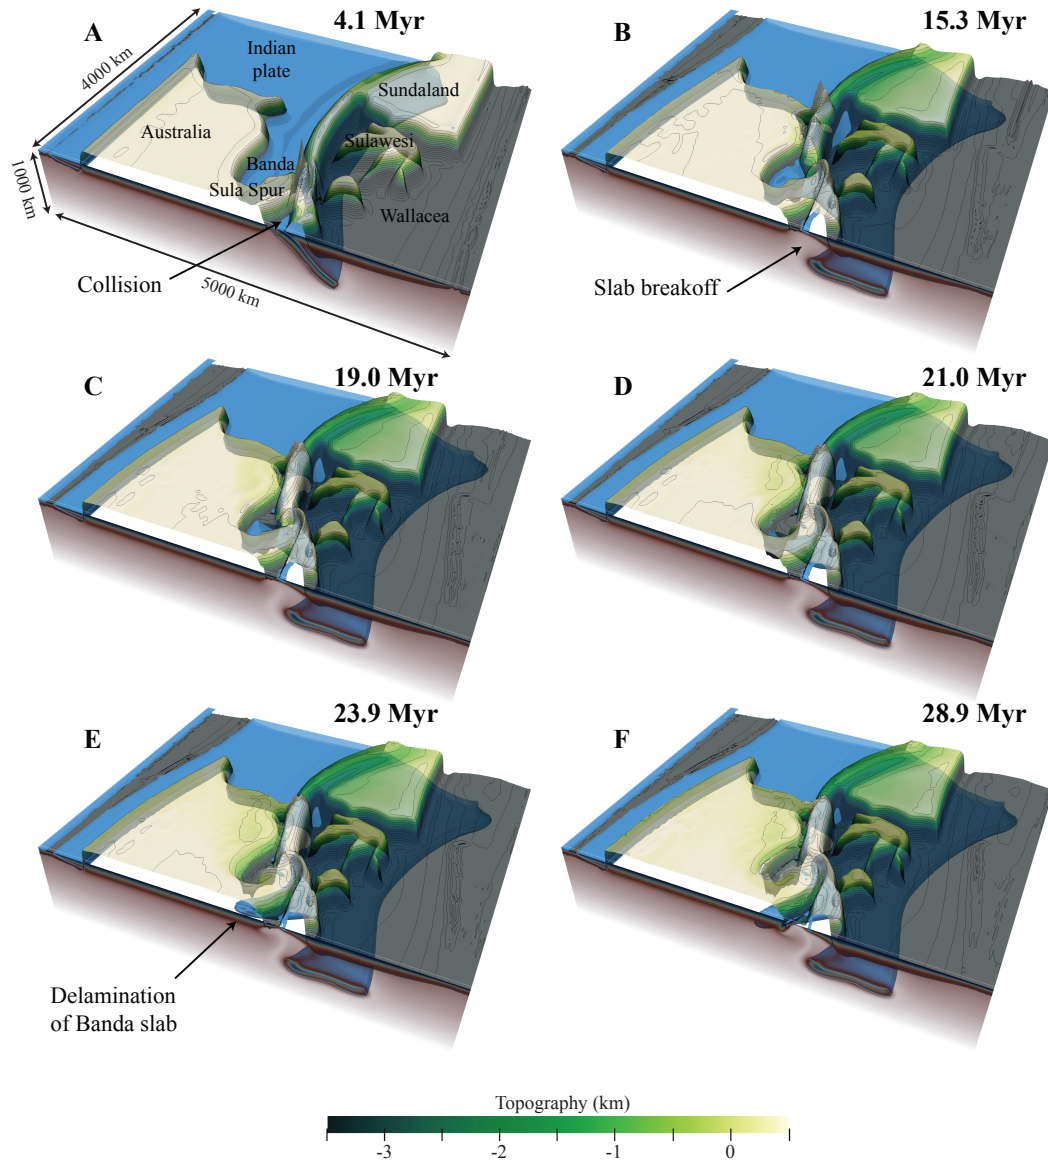 A
4.1 Myr
Indian
plate
4000 km
Sundaland
Australia
Sulawesi
Banda
Sula Spur
1000 km
Wallacea
Collision
5000 km
B
15.3 Myr
Slab breakoff
C
19.0 Myr
D
21.0 Myr
E
23.9 Myr
Delamination
of Banda slab
F
28.9 Myr
Topography (km)
-3 -2 -1 0